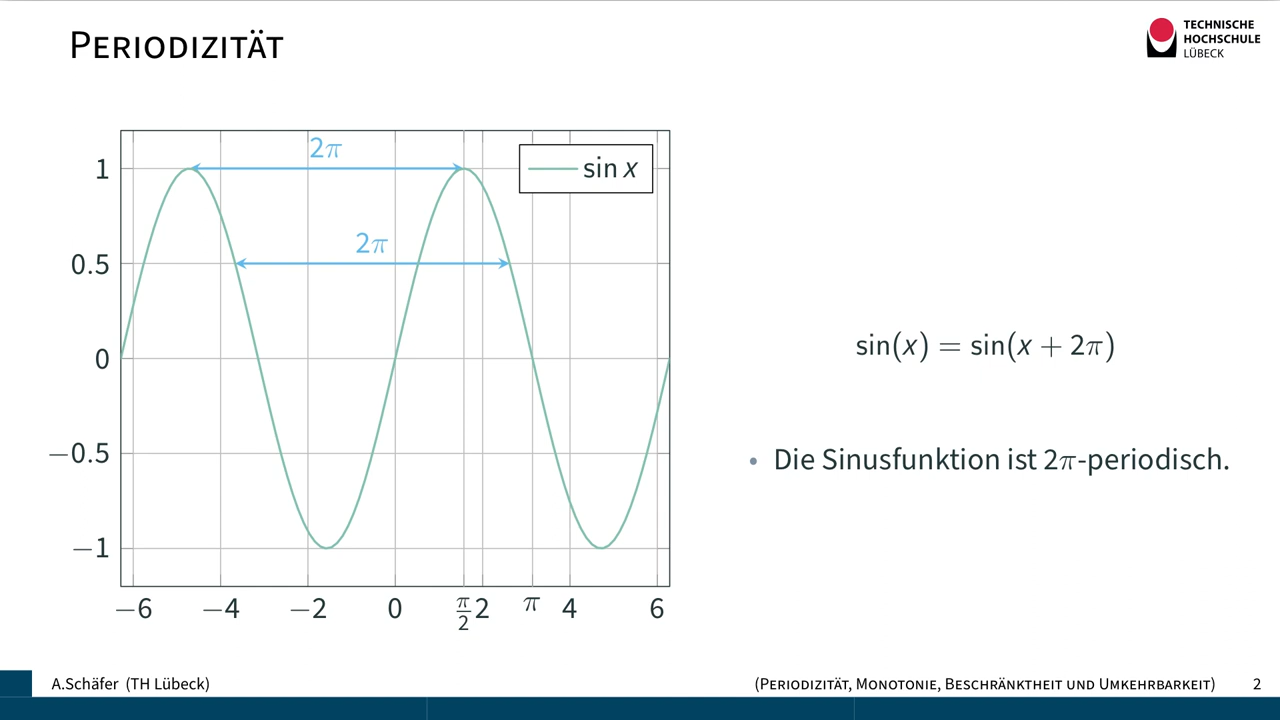 PERIODIZITÄT
TECHNISCHE
HOCHSCHULE
LÜBECK
2π
sin x
1
2π
0.5
0
−0.5
−1
−6 −4 −2 0 π/2 2 π 4 6
sin(x) = sin(x + 2π)
• Die Sinusfunktion ist 2π-periodisch.
A.Schäfer (TH Lübeck)
(PERIODIZITÄT, MONOTONIE, BESCHRÄNKTHEIT UND UMKEHRBARKEIT) 2